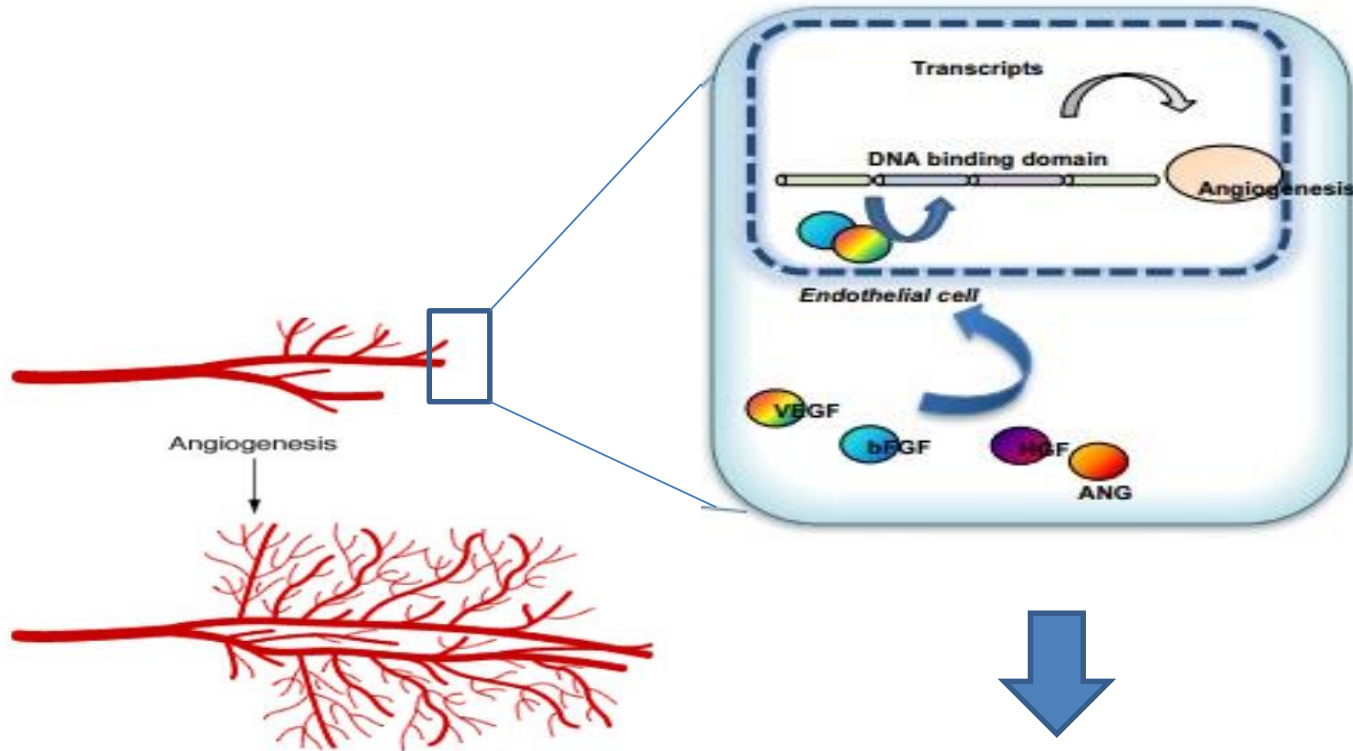 Transcripts
DNA binding domain
Angiogenesis
Endothelial cell
VEGF
bFGF
HGF
ANG
Angiogenesis